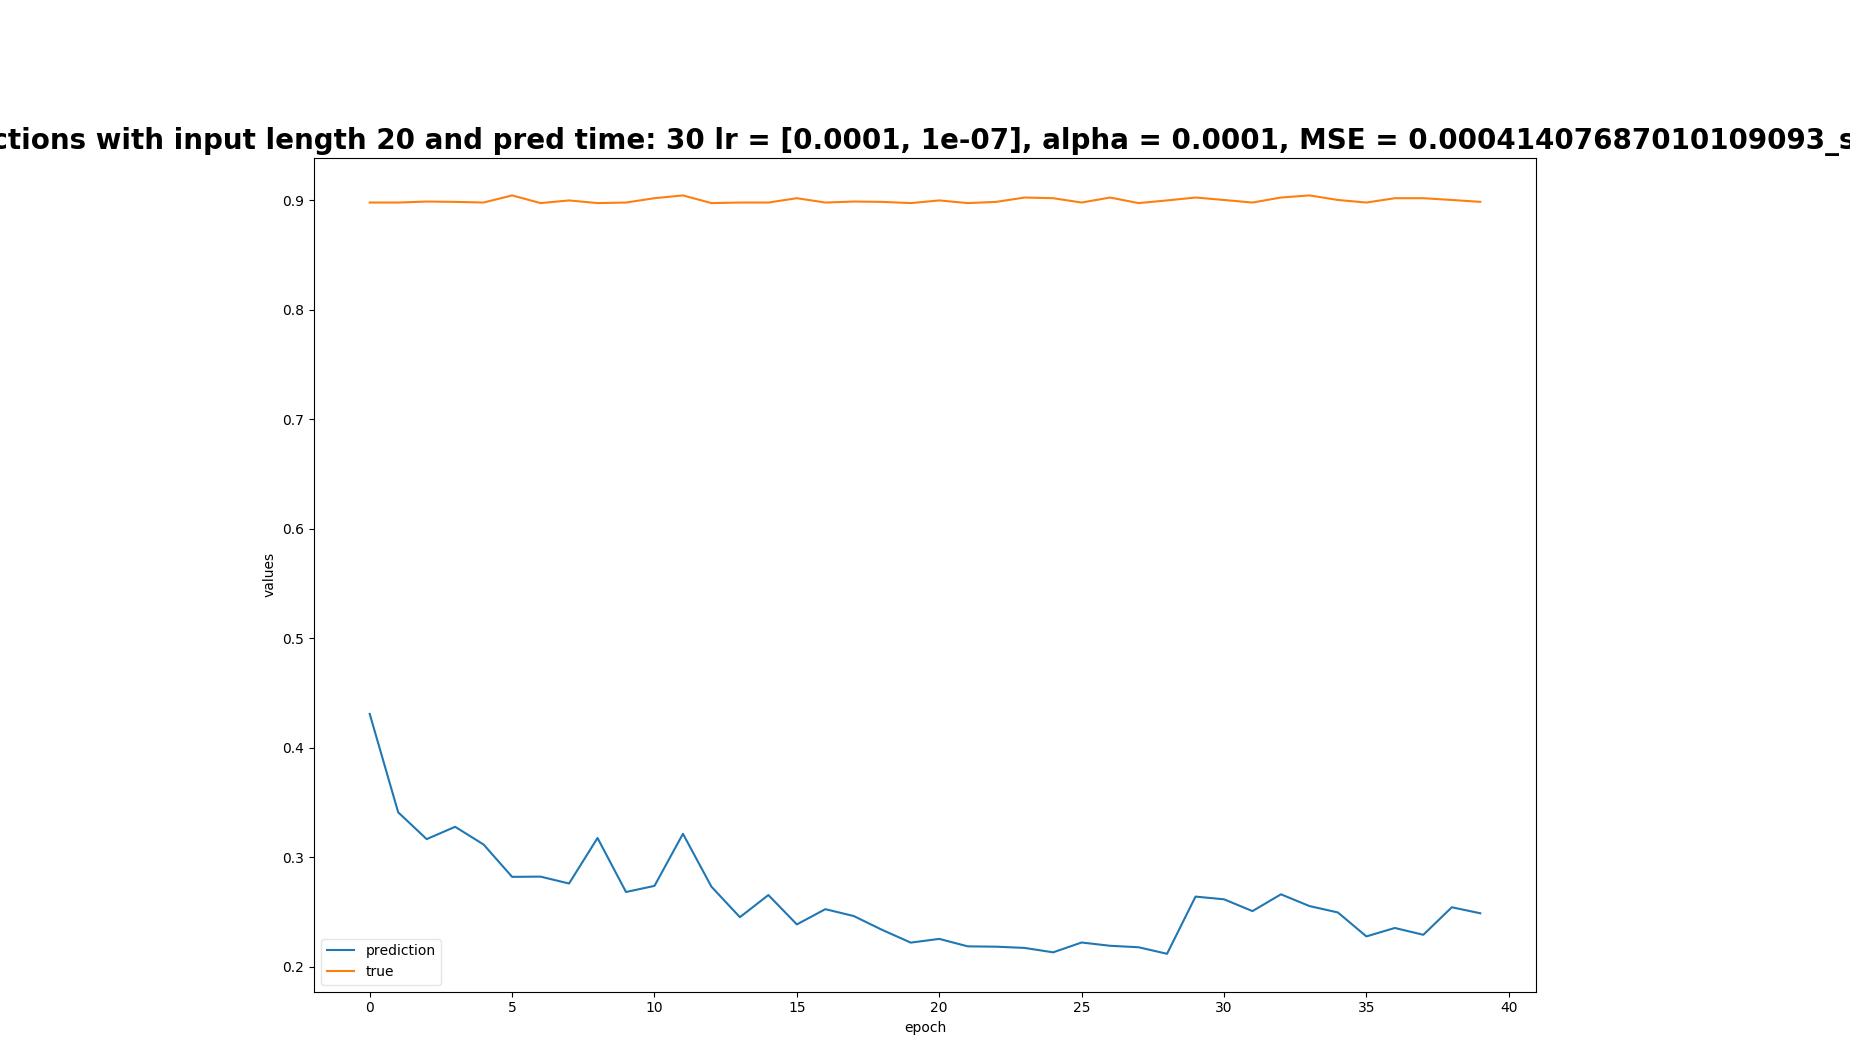 ctions with input length 20 and pred time: 30 lr = [0.0001, 1e-07], alpha = 0.0001, MSE = 0.00041407687010109093_s
0.9
0.8
0.7
0.6
0.5
0.4
0.3
0.2
values
prediction
true
0 5 10 15 20 25 30 35 40
epoch